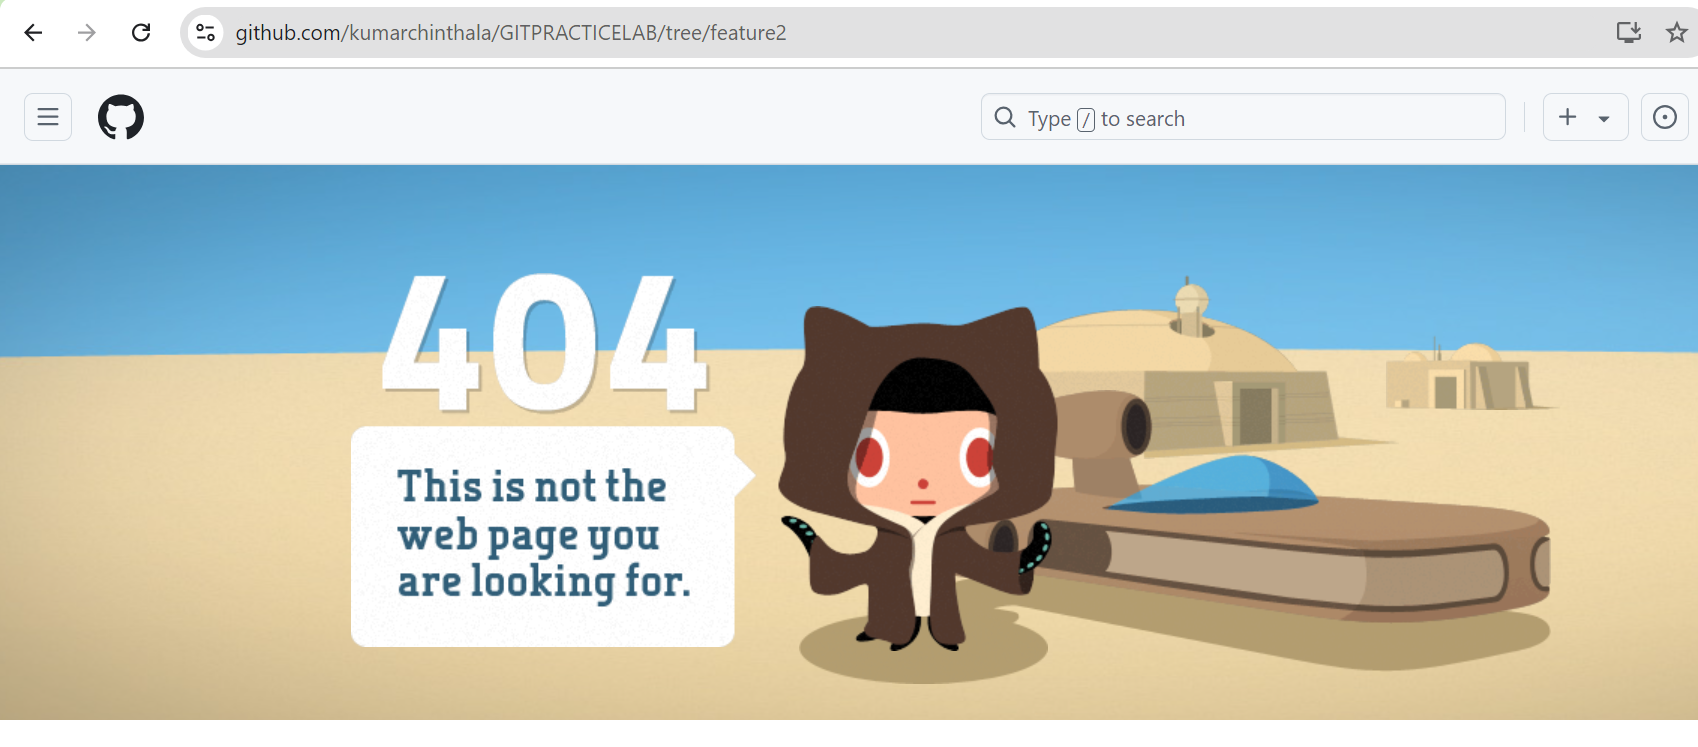 github.com/kumarchinthala/GITPRACTICELAB/tree/feature2
Type / to search
404
This is not the
web page you
are looking for.